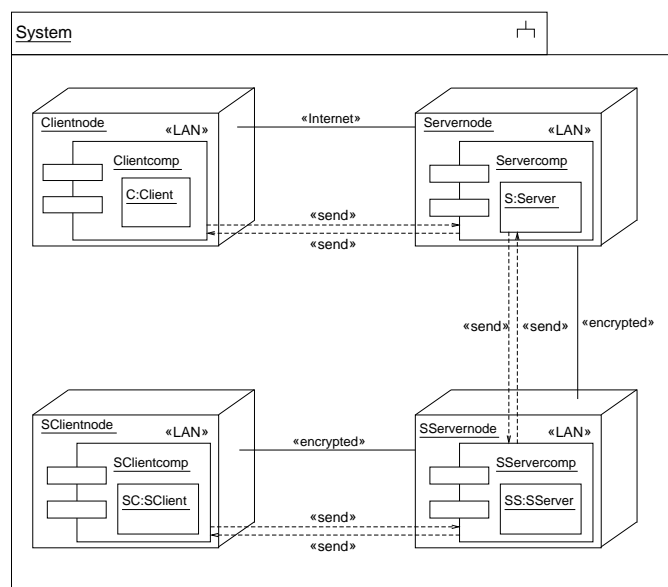 System
Clientnode
«LAN»
Clientcomp
C:Client
«Internet»
Servernode
«LAN»
Servercomp
S:Server
«send»
«send»
«send»
«send»
«encrypted»
SClientnode
«LAN»
SClientcomp
SC:SClient
«encrypted»
SServernode
«LAN»
SServercomp
SS:SServer
«send»
«send»